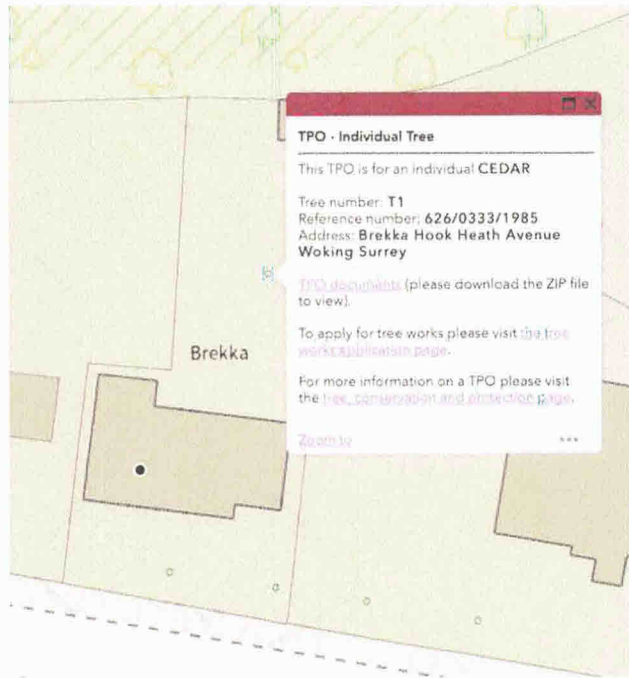 TPO - Individual Tree
This TPO is for an individual CEDAR
Tree number: T1
Reference number: 626/0333/1985
Address: Brekka Hook Heath Avenue
Woking Surrey
TPO documents (please download the ZIP file
to view).
To apply for tree works please visit the tree
works application page.
For more information on a TPO please visit
the tree, conservation and protection page.
Zoom to
Brekka